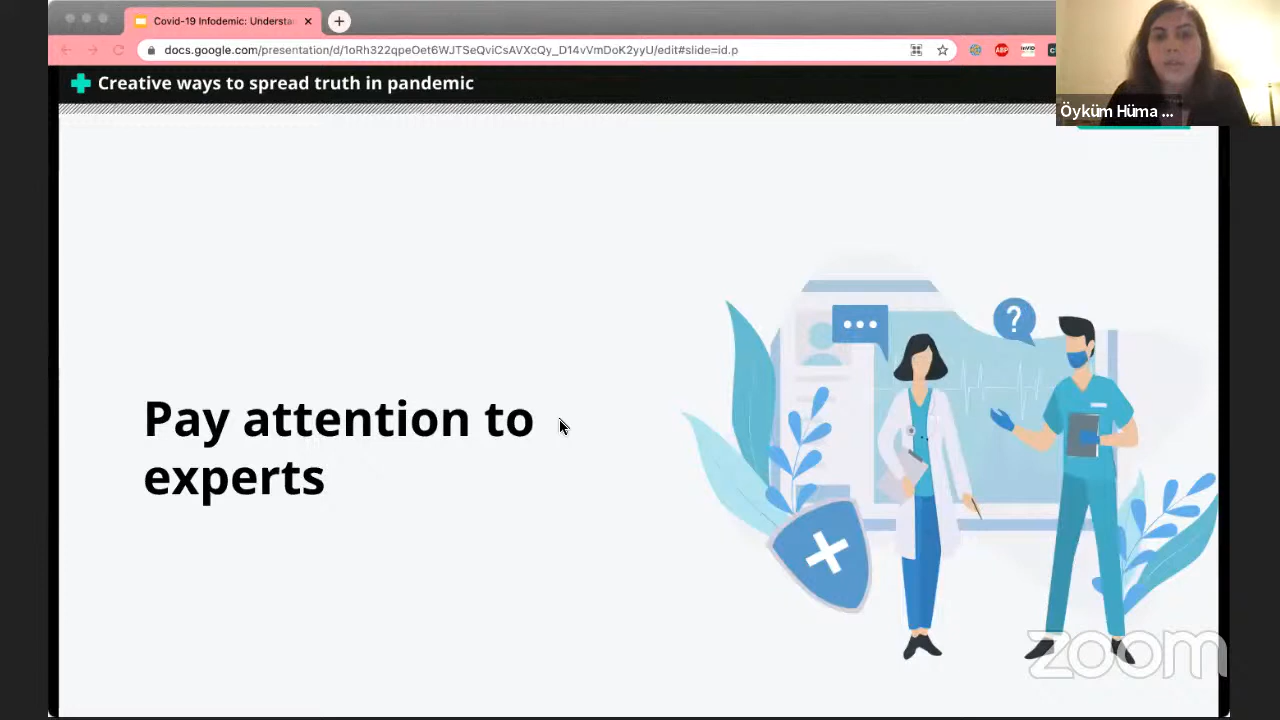 Covid-19 Infodemic: Understa
docs.google.com/presentation/d/1oRh322qpeOet6WJTSeQviCsAVXcQy_D14vVmDoK2yyU/edit#slide=id.p
ABP
Creative ways to spread truth in pandemic
Öyküm Hüma ...
?
Pay attention to
experts
zoom